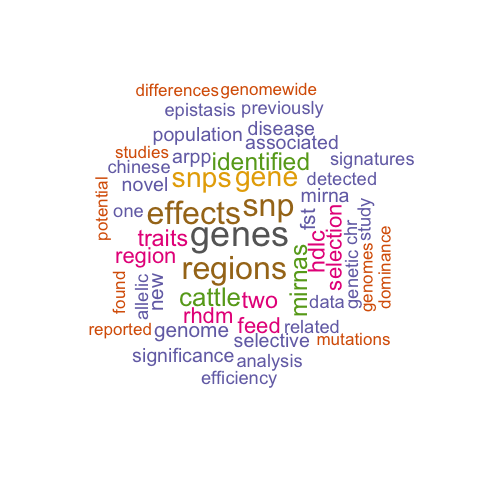 differences genomewide
epistasis previously
population disease
associated
studies arpp identified signatures
chinese
novel snps gene detected
mirna
potential
one effects snp fst study
traits genes hdlc selection
region regions genetic chr
genomes dominance
found allelic new cattle two mirnas data
rhdm feed related
reported genome selective mutations
significance analysis
efficiency